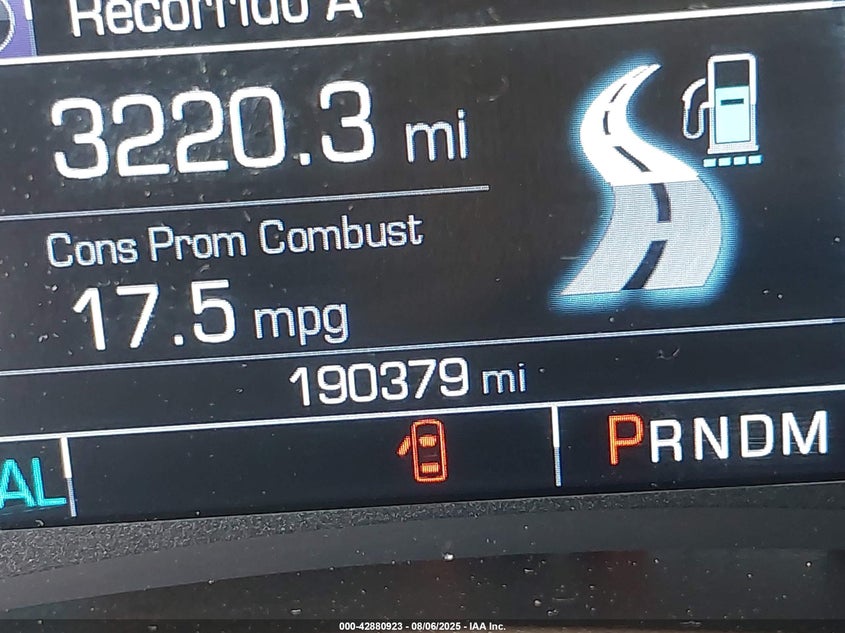 Recorrido A
3220.3 mi
Cons Prom Combust
17.5 mpg
190379 mi
AL
PRNDM
000-42880923 - 08/06/2025 - IAA Inc.